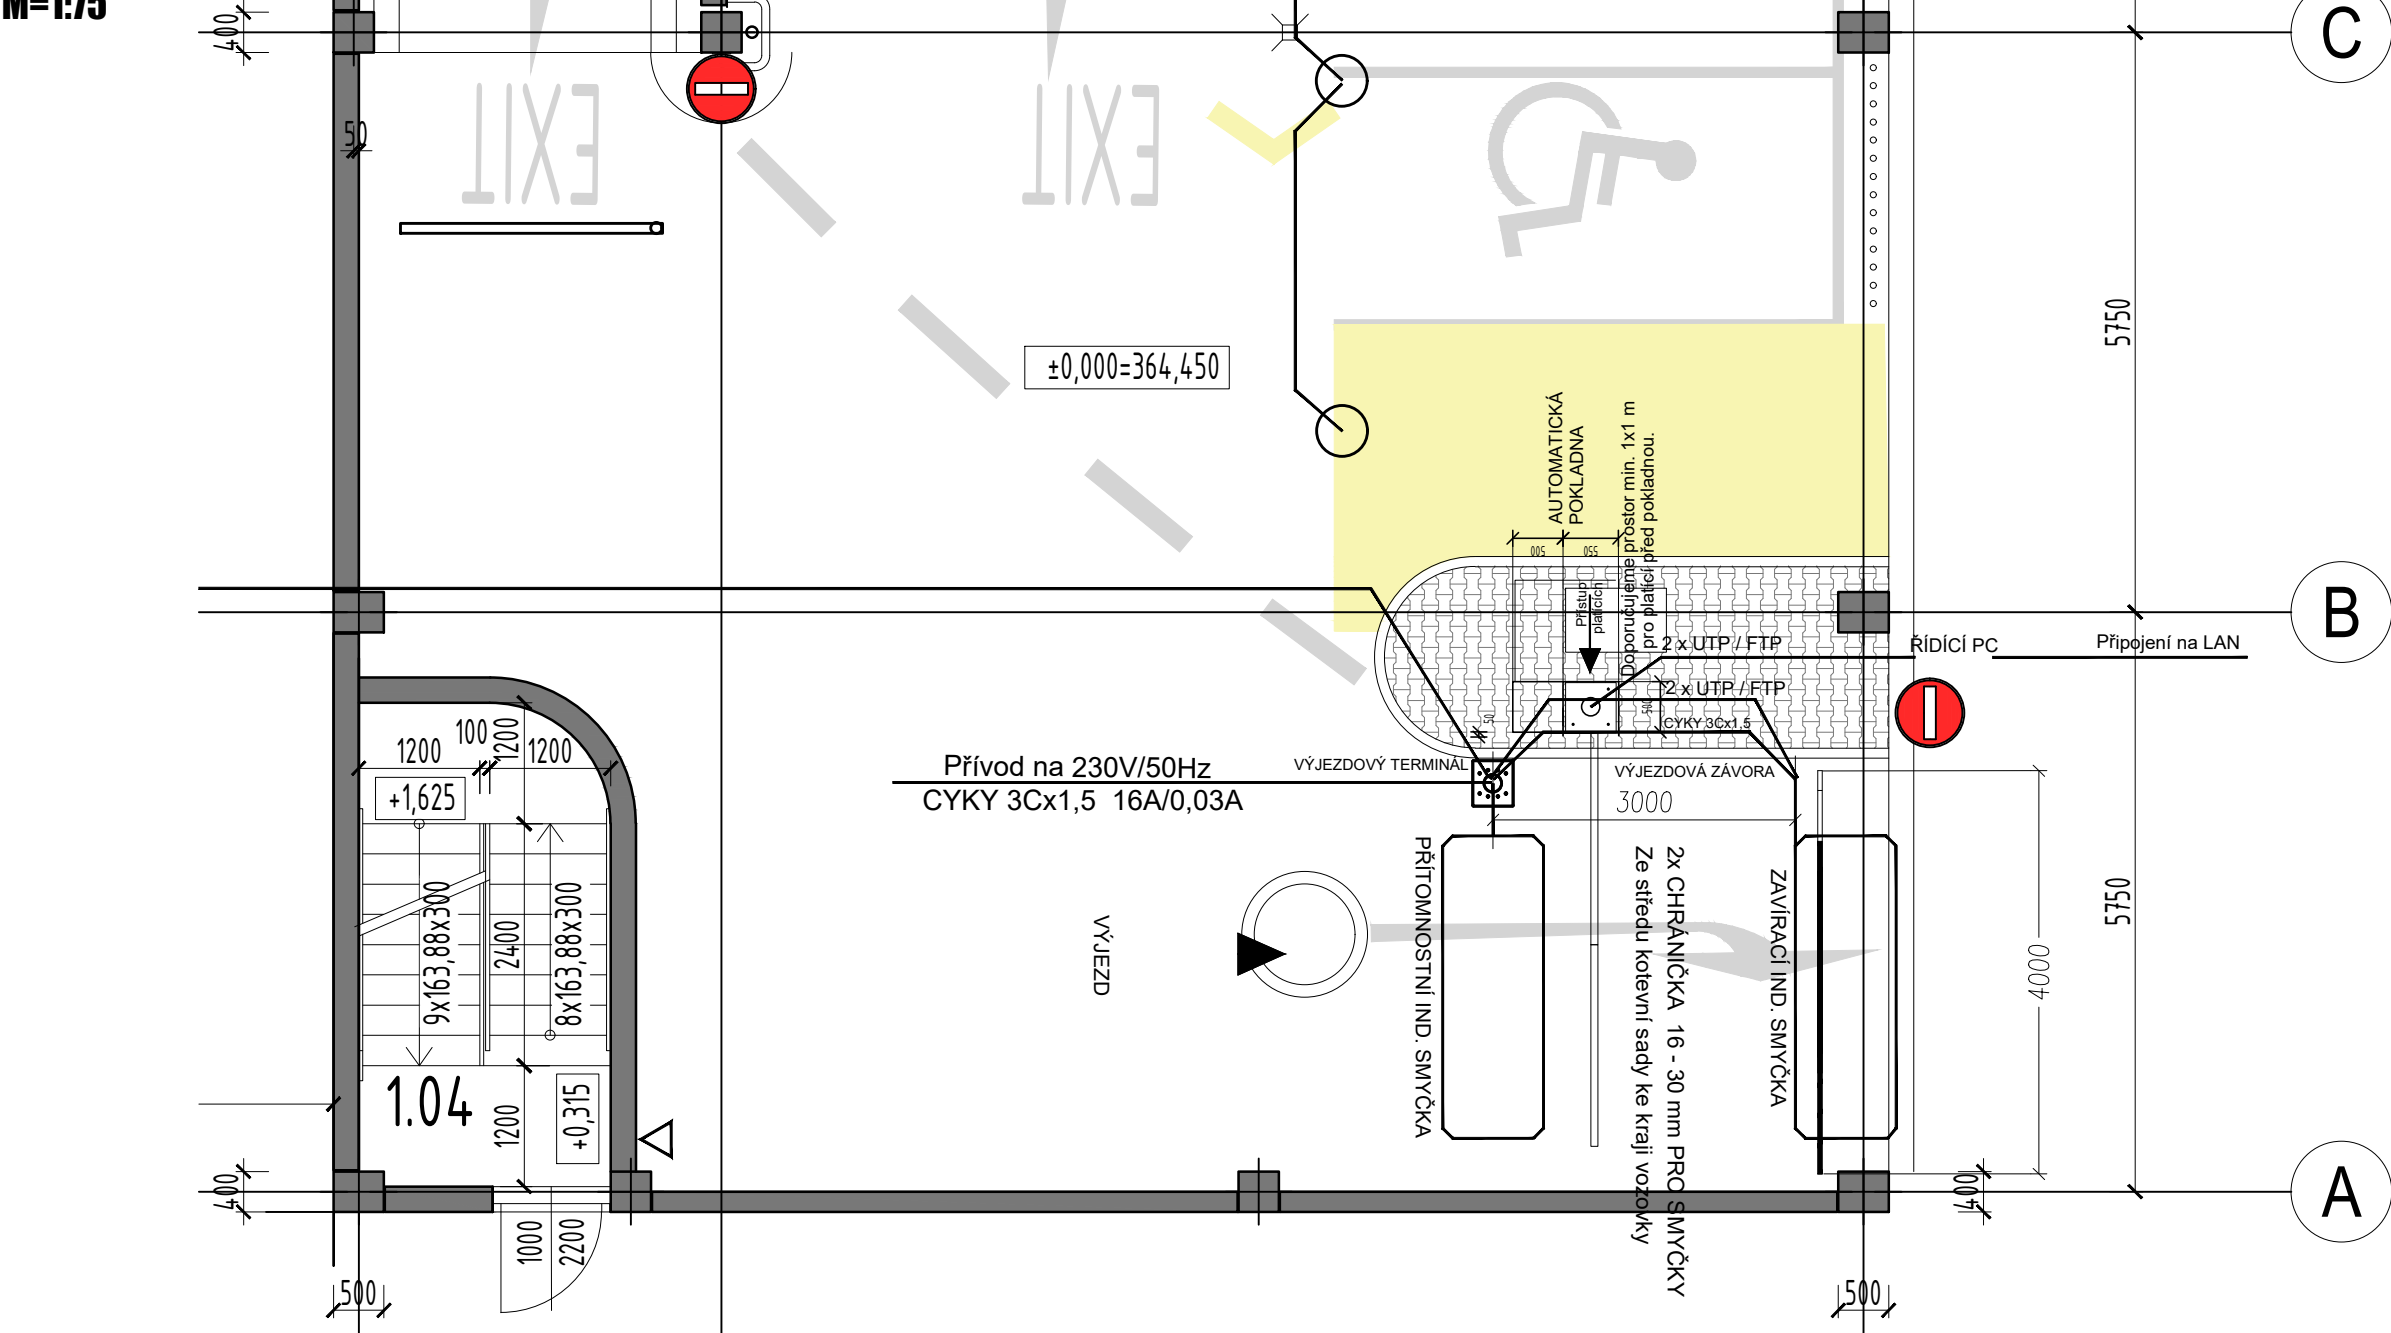 M=1:75
400
C
50
EXIT
EXIT
±0,000=364,450
5750
AUTOMATICKÁ
POKLADNA
Doporučujeme prostor min. 1x1 m
pro platící před pokladnou.
500
550
Přístup
platících
B
2 x UTP / FTP
ŘÍDÍCÍ PC
Připojení na LAN
2 x UTP / FTP
500
50
CYKY 3Cx1,5
1200
100
1200
1200
Přívod na 230V/50Hz
CYKY 3Cx1,5 16A/0,03A
VÝJEZDOVÝ TERMINÁL
VÝJEZDOVÁ ZÁVORA
3000
+1,625
9x163,88x300
2400
8x163,88x300
VÝJEZD
PŘÍTOMNOSTNÍ IND. SMYČKA
2x CHRÁNIČKA 16 - 30 mm PRO SMYČKY
Ze středu kotevní sady ke kraji vozovky
ZAVÍRACÍ IND. SMYČKA
4000
5750
1.04
1200
+0,315
400
400
A
1000
2200
500
500